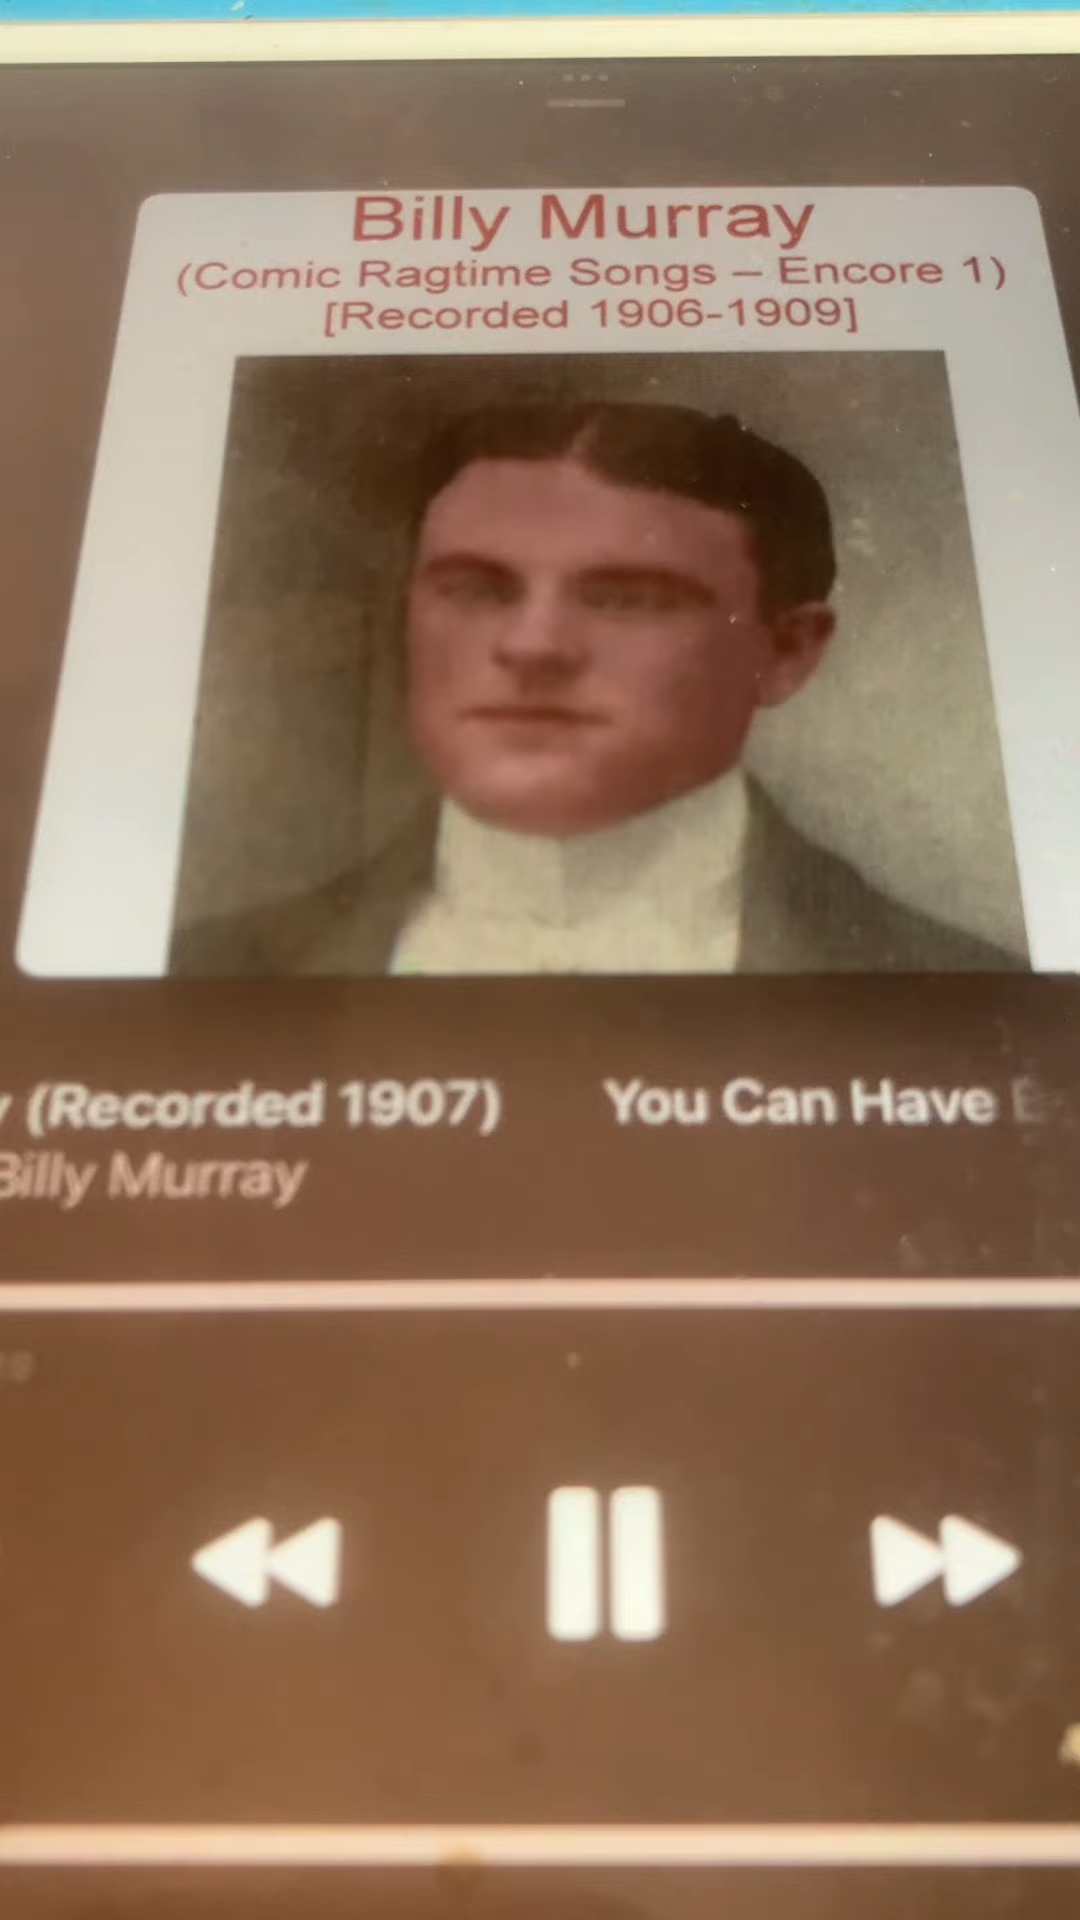 Billy Murray
(Comic Ragtime Songs – Encore 1)
[Recorded 1906-1909]
(Recorded 1907) You Can Have
Billy Murray